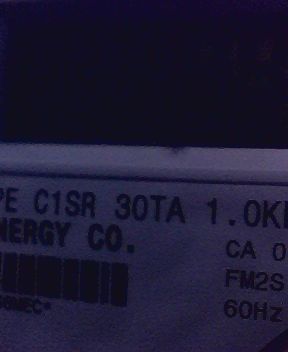 PE C1SR 30TA 1.0K
NERGY CO.
CA 0
FM2S
60Hz